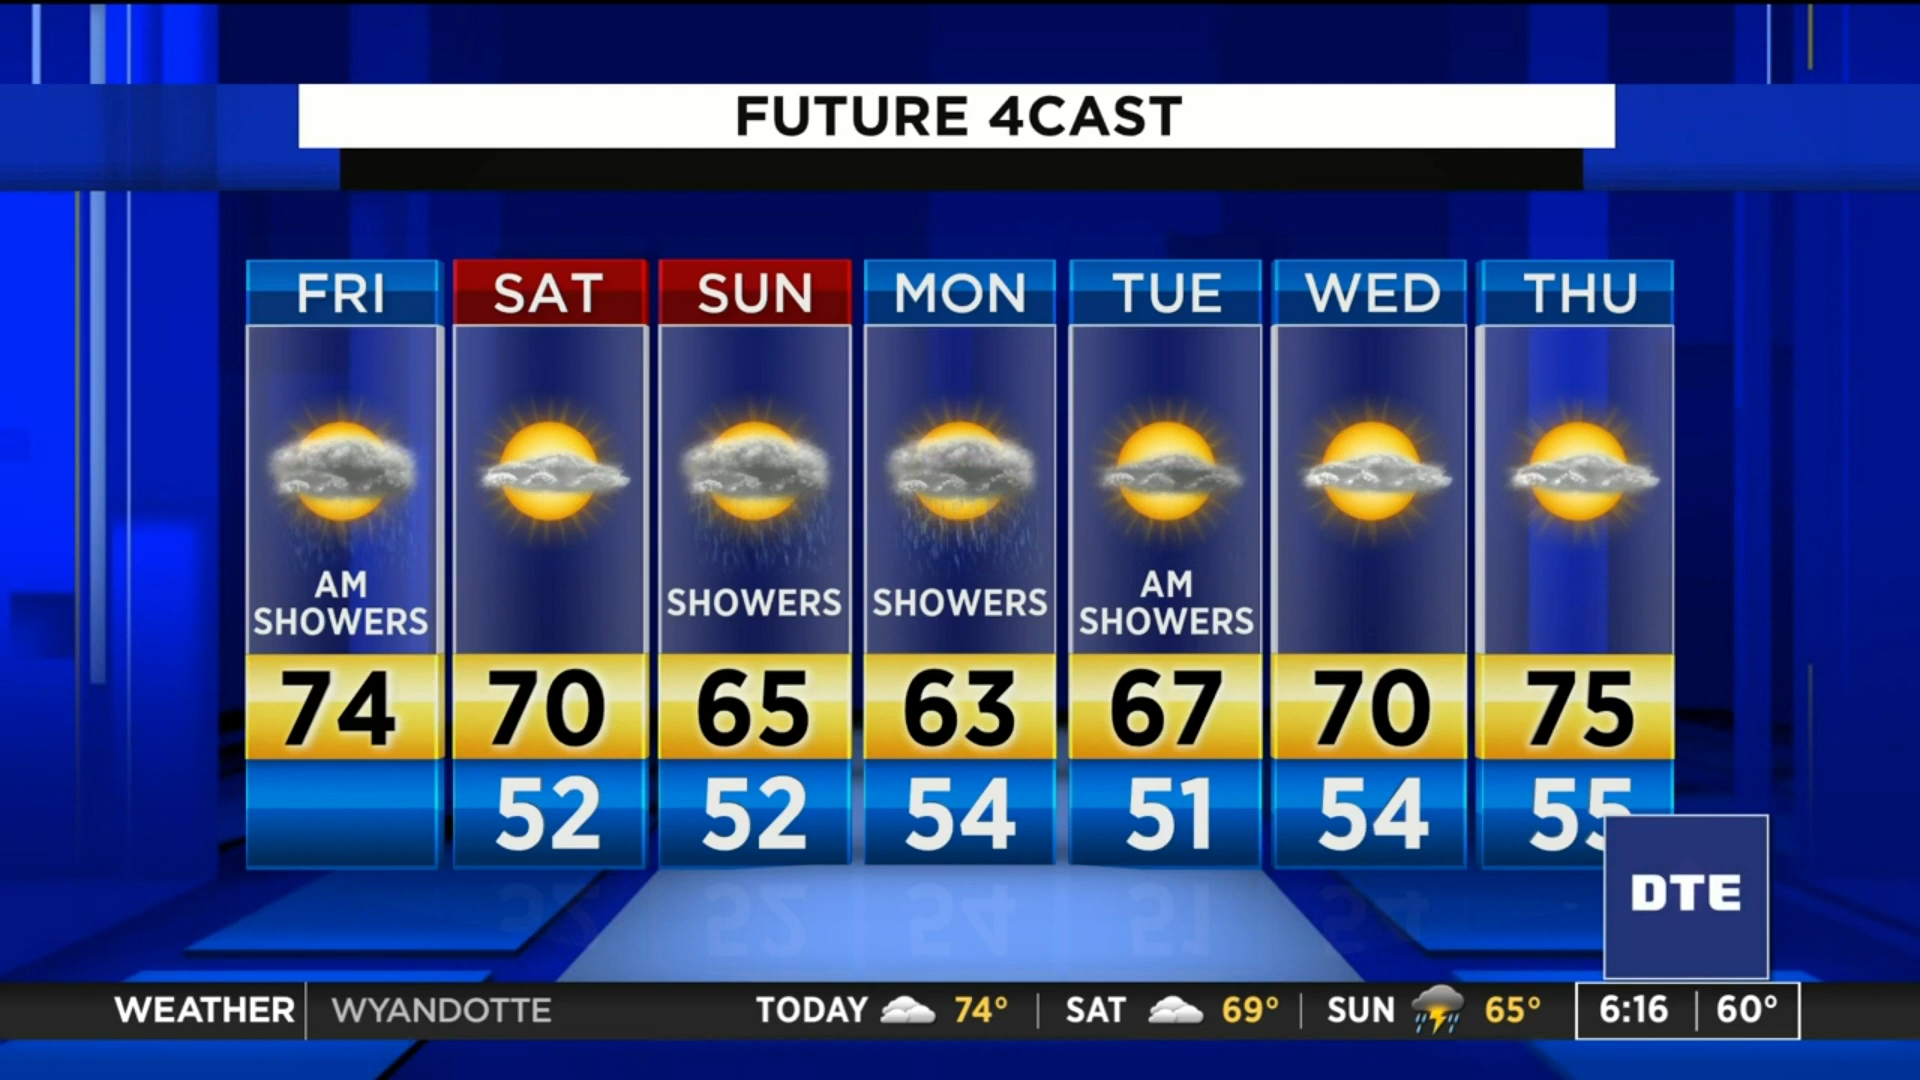 FUTURE 4CAST
FRI SAT SUN MON TUE WED THU
AM SHOWERS
SHOWERS
SHOWERS
AM SHOWERS
74 70 65 63 67 70 75
52 52 54 51 54 55
DTE
WEATHER WYANDOTTE TODAY 74° SAT 69° SUN 65° 6:16 60°